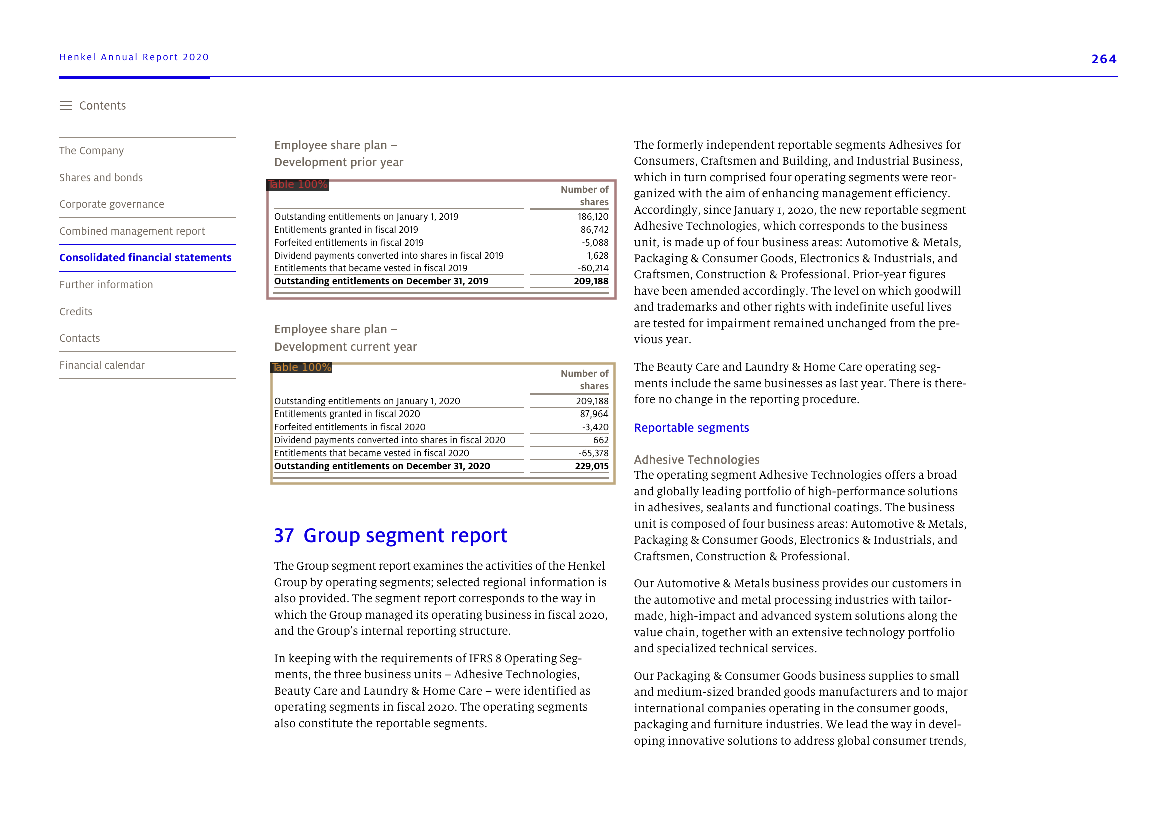 Henkel Annual Report 2020
264
Contents
The Company
Shares and bonds
Corporate governance
Combined management report
Consolidated financial statements
Further information
Credits
Contacts
Financial calendar
Employee share plan –
Development prior year
Table 100%
Number of
shares
Outstanding entitlements on January 1, 2019 186,120
Entitlements granted in fiscal 2019 86,742
Forfeited entitlements in fiscal 2019 -5,088
Dividend payments converted into shares in fiscal 2019 1,628
Entitlements that became vested in fiscal 2019 -60,214
Outstanding entitlements on December 31, 2019 209,188
Employee share plan –
Development current year
Table 100%
Number of
shares
Outstanding entitlements on January 1, 2020 209,188
Entitlements granted in fiscal 2020 87,964
Forfeited entitlements in fiscal 2020 -3,420
Dividend payments converted into shares in fiscal 2020 662
Entitlements that became vested in fiscal 2020 -65,378
Outstanding entitlements on December 31, 2020 229,015
37 Group segment report
The Group segment report examines the activities of the Henkel
Group by operating segments; selected regional information is
also provided. The segment report corresponds to the way in
which the Group managed its operating business in fiscal 2020,
and the Group's internal reporting structure.
In keeping with the requirements of IFRS 8 Operating Seg-
ments, the three business units – Adhesive Technologies,
Beauty Care and Laundry & Home Care – were identified as
operating segments in fiscal 2020. The operating segments
also constitute the reportable segments.
The formerly independent reportable segments Adhesives for
Consumers, Craftsmen and Building, and Industrial Business,
which in turn comprised four operating segments were reor-
ganized with the aim of enhancing management efficiency.
Accordingly, since January 1, 2020, the new reportable segment
Adhesive Technologies, which corresponds to the business
unit, is made up of four business areas: Automotive & Metals,
Packaging & Consumer Goods, Electronics & Industrials, and
Craftsmen, Construction & Professional. Prior-year figures
have been amended accordingly. The level on which goodwill
and trademarks and other rights with indefinite useful lives
are tested for impairment remained unchanged from the pre-
vious year.
The Beauty Care and Laundry & Home Care operating seg-
ments include the same businesses as last year. There is there-
fore no change in the reporting procedure.
Reportable segments
Adhesive Technologies
The operating segment Adhesive Technologies offers a broad
and globally leading portfolio of high-performance solutions
in adhesives, sealants and functional coatings. The business
unit is composed of four business areas: Automotive & Metals,
Packaging & Consumer Goods, Electronics & Industrials, and
Craftsmen, Construction & Professional.
Our Automotive & Metals business provides our customers in
the automotive and metal processing industries with tailor-
made, high-impact and advanced system solutions along the
value chain, together with an extensive technology portfolio
and specialized technical services.
Our Packaging & Consumer Goods business supplies to small
and medium-sized branded goods manufacturers and to major
international companies operating in the consumer goods,
packaging and furniture industries. We lead the way in devel-
oping innovative solutions to address global consumer trends,